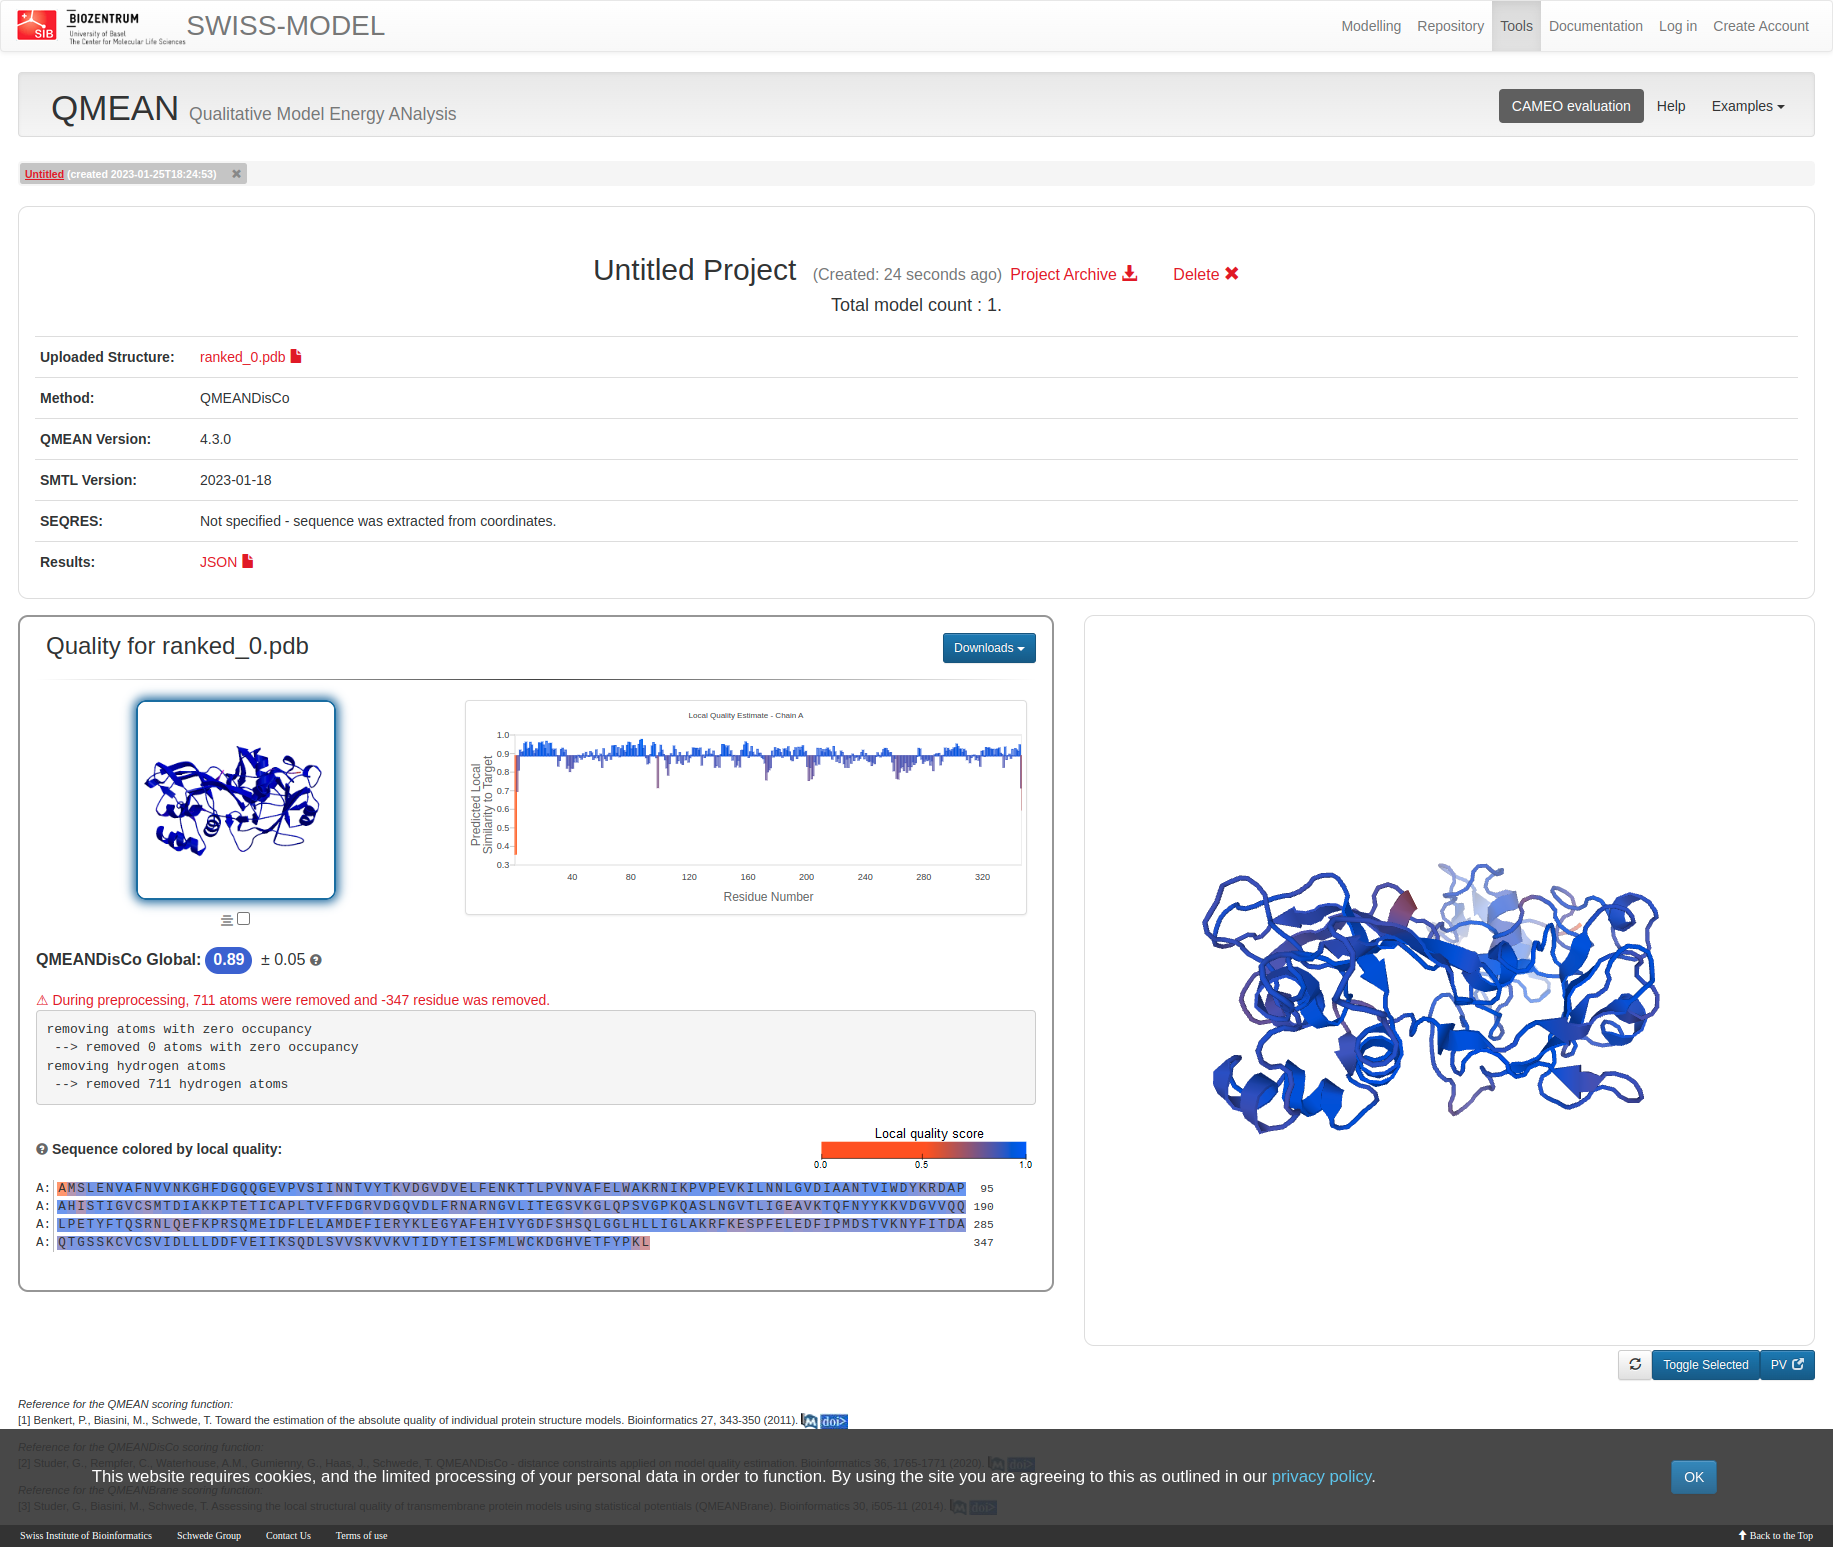 SIB
BIOZENTRUM
University of Basel
The Center for Molecular Life Sciences
SWISS-MODEL
Modelling Repository Tools Documentation Log in Create Account
QMEAN Qualitative Model Energy ANalysis
CAMEO evaluation Help Examples
Untitled (created 2023-01-25T18:24:53)
Untitled Project (Created: 24 seconds ago) Project Archive Delete
Total model count : 1.
Uploaded Structure: ranked_0.pdb
Method: QMEANDisCo
QMEAN Version: 4.3.0
SMTL Version: 2023-01-18
SEQRES: Not specified - sequence was extracted from coordinates.
Results: JSON
Quality for ranked_0.pdb
Downloads
Local Quality Estimate - Chain A
Predicted Local
Similarity to Target
1.0
0.9
0.8
0.7
0.6
0.5
0.4
0.3
40 80 120 160 200 240 280 320
Residue Number
QMEANDisCo Global: 0.89 ± 0.05
⚠ During preprocessing, 711 atoms were removed and -347 residue was removed.
removing atoms with zero occupancy
--> removed 0 atoms with zero occupancy
removing hydrogen atoms
--> removed 711 hydrogen atoms
Sequence colored by local quality:
Local quality score
0.0 0.5 1.0
A: AMSLENVAFNVVNKGHFDGQQGEVPVSIINNTVYTKVDGVDVELFENKTTLPVNVAFELWAKRNIKPVPEVKILNNLGVDIAANTVIWDYKRDAP 95
A: AHISTIGVCSMTDIAKKPTETICAPLTVFFDGRVDGQVDLFRNARNGVLITEGSVKGLQPSVGPKQASLNGVTLIGEAVKTQFNYYKKVDGVVQQ 190
A: LPETYFTQSRNLQEFKPRSQMEIDFLELAMDEFIERYKLEGYAFEHIVYGDFSHSQLGGLHLLIGLAKRFKESPFELEDFIPMDSTVKNYFITDA 285
A: QTGSSKCVCSVIDLLLDDFVEIIKSQDLSVVSKVVKVTIDYTEISFMLWCKDGHVETFYPKL 347
Toggle Selected PV
Reference for the QMEAN scoring function:
[1] Benkert, P., Biasini, M., Schwede, T. Toward the estimation of the absolute quality of individual protein structure models. Bioinformatics 27, 343-350 (2011). M doi>
Reference for the QMEANDisCo scoring function:
[2] Studer, G., Rempfer, C., Waterhouse, A.M., Gumienny, G., Haas, J., Schwede, T. QMEANDisCo - distance constraints applied on model quality estimation. Bioinformatics 36, 1765-1771 (2020). M doi>
This website requires cookies, and the limited processing of your personal data in order to function. By using the site you are agreeing to this as outlined in our privacy policy.
OK
Reference for the QMEANBrane scoring function:
[3] Studer, G., Biasini, M., Schwede, T. Assessing the local structural quality of transmembrane protein models using statistical potentials (QMEANBrane). Bioinformatics 30, i505-11 (2014). M doi>
Swiss Institute of Bioinformatics Schwede Group Contact Us Terms of use Back to the Top